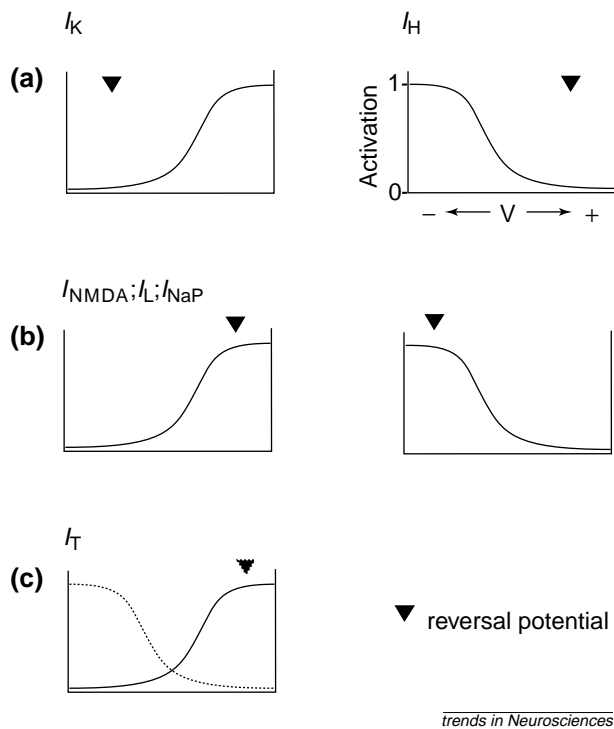 I_K
I_H
(a)
Activation
1
0
− ← V → +
I_NMDA;I_L;I_NaP
(b)
I_T
(c)
reversal potential
trends in Neurosciences